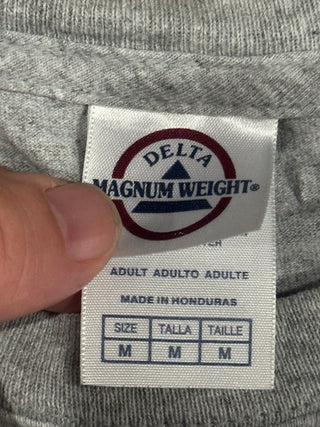 DELTA
MAGNUM WEIGHT®
ADULT ADULTO ADULTE
MADE IN HONDURAS
SIZE TALLA TAILLE
M M M